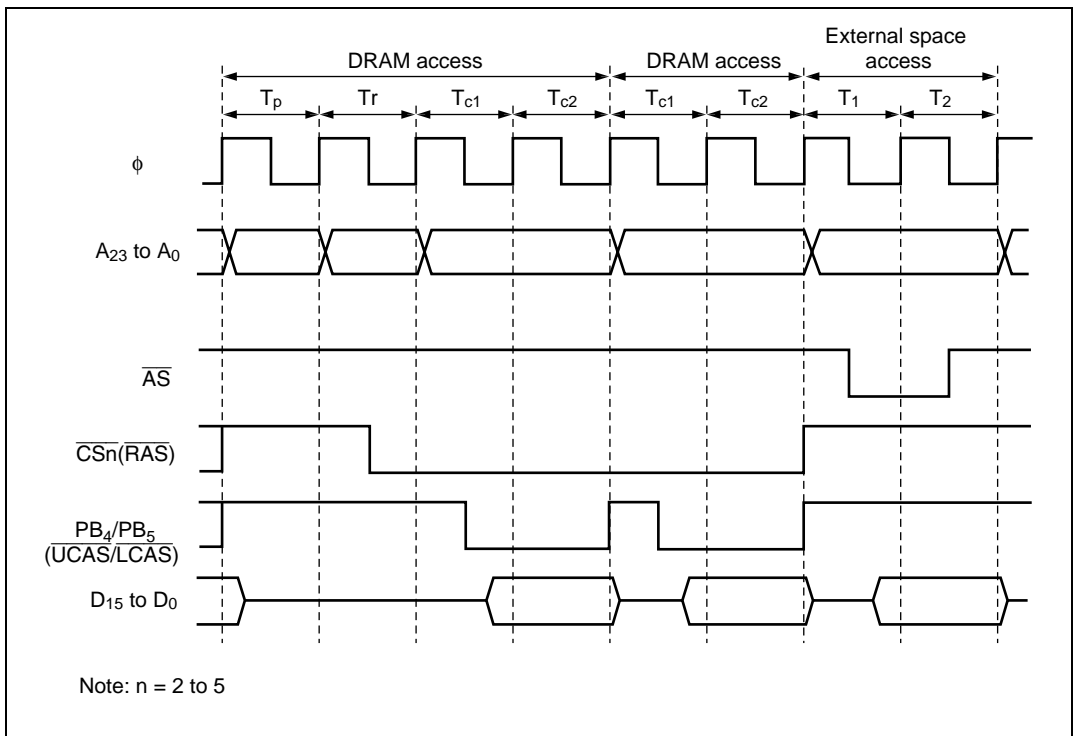 External space
DRAM access DRAM access access
Tp Tr Tc1 Tc2 Tc1 Tc2 T1 T2
φ
A23 to A0
AS
CSn(RAS)
PB4/PB5
(UCAS/LCAS)
D15 to D0
Note: n = 2 to 5